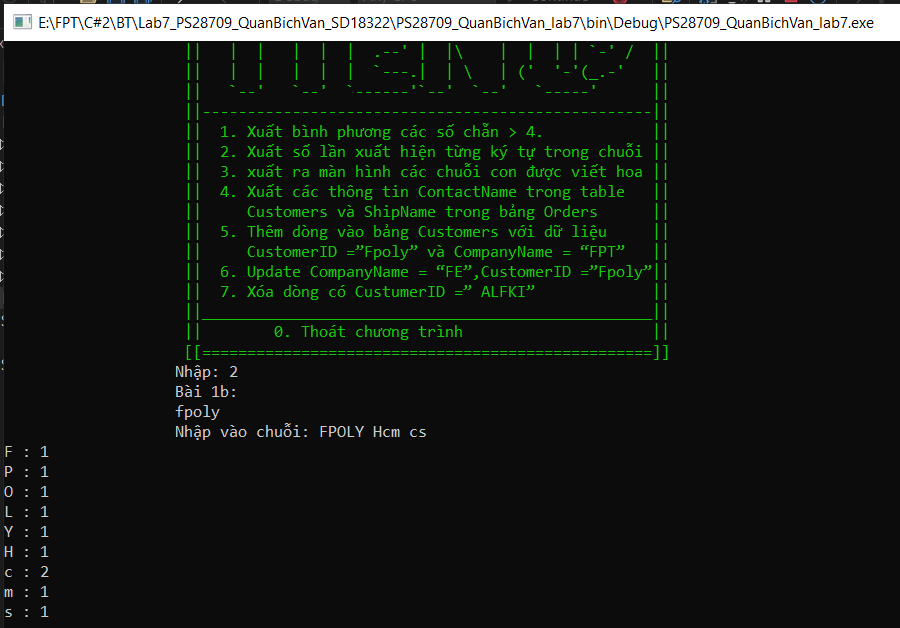 E:\FPT\C#2\BT\Lab7_PS28709_QuanBichVan_SD18322\PS28709_QuanBichVan_lab7\bin\Debug\PS28709_QuanBichVan_lab7.exe
1. Xuất bình phương các số chẵn > 4.
2. Xuất số lần xuất hiện từng ký tự trong chuỗi
3. xuất ra màn hình các chuỗi con được viết hoa
4. Xuất các thông tin ContactName trong table
Customers và ShipName trong bảng Orders
5. Thêm dòng vào bảng Customers với dữ liệu
CustomerID =”Fpoly” và CompanyName = “FPT”
6. Update CompanyName = “FE”,CustomerID =”Fpoly”
7. Xóa dòng có CustumerID =” ALFKI”
0. Thoát chương trình
Nhập: 2
Bài 1b:
fpoly
Nhập vào chuỗi: FPOLY Hcm cs
F : 1
P : 1
O : 1
L : 1
Y : 1
H : 1
c : 2
m : 1
s : 1